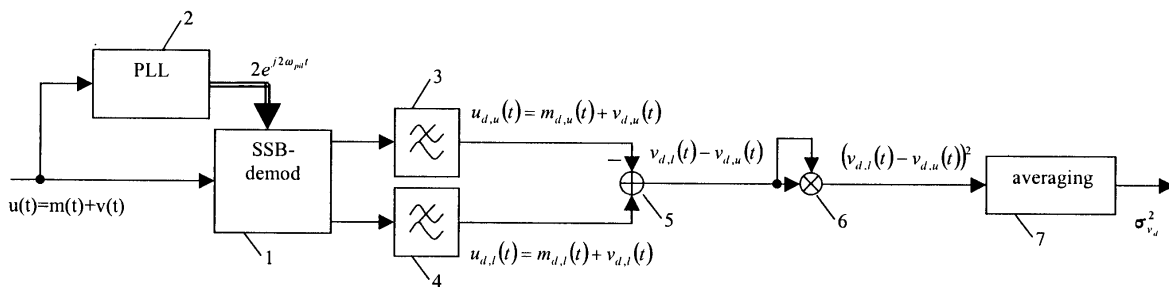 2
PLL
2e^{j2ω_{pil}t}
3
u_{d,u}(t) = m_{d,u}(t) + v_{d,u}(t)
SSB-
demod
v_{d,l}(t) − v_{d,u}(t)
(v_{d,l}(t) − v_{d,u}(t))²
−
averaging
u(t)=m(t)+v(t)
5
6
7
σ²_{v_d}
1
4
u_{d,l}(t) = m_{d,l}(t) + v_{d,l}(t)